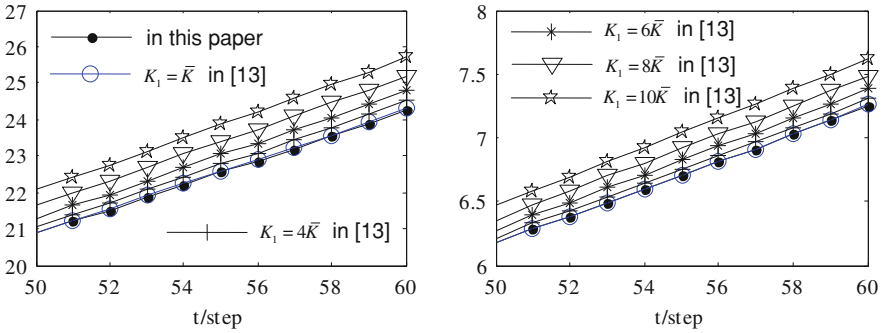 27
26
25
24
23
22
21
20
in this paper
K₁ = K̄ in [13]
K₁ = 4K̄ in [13]
50 52 54 56 58 60
t/step
8
7.5
7
6.5
6
K₁ = 6K̄ in [13]
K₁ = 8K̄ in [13]
K₁ = 10K̄ in [13]
50 52 54 56 58 60
t/step